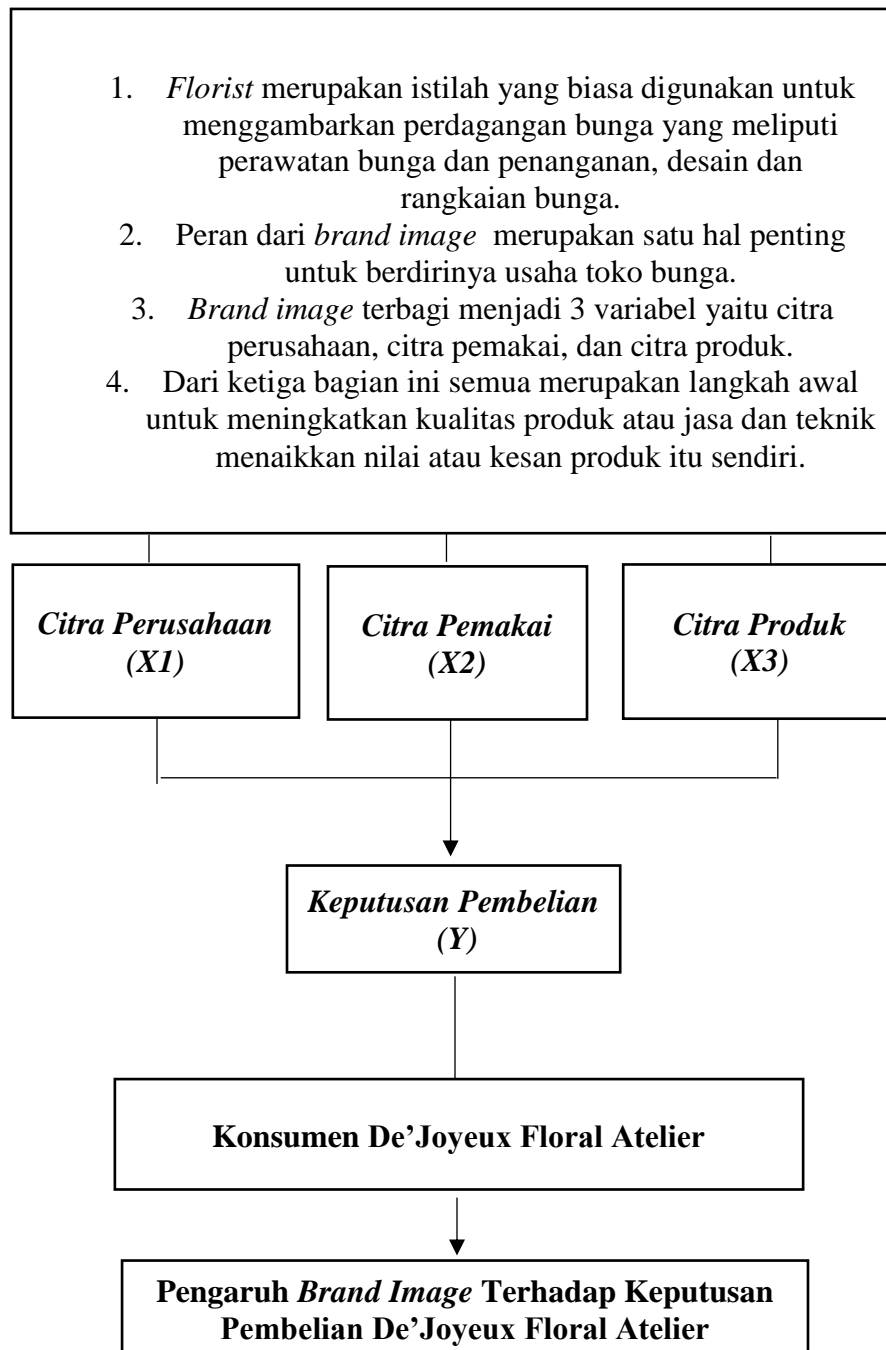 1. Florist merupakan istilah yang biasa digunakan untuk
menggambarkan perdagangan bunga yang meliputi
perawatan bunga dan penanganan, desain dan
rangkaian bunga.
2. Peran dari brand image merupakan satu hal penting
untuk berdirinya usaha toko bunga.
3. Brand image terbagi menjadi 3 variabel yaitu citra
perusahaan, citra pemakai, dan citra produk.
4. Dari ketiga bagian ini semua merupakan langkah awal
untuk meningkatkan kualitas produk atau jasa dan teknik
menaikkan nilai atau kesan produk itu sendiri.
Citra Perusahaan
(X1)
Citra Pemakai
(X2)
Citra Produk
(X3)
Keputusan Pembelian
(Y)
Konsumen De’Joyeux Floral Atelier
Pengaruh Brand Image Terhadap Keputusan
Pembelian De’Joyeux Floral Atelier